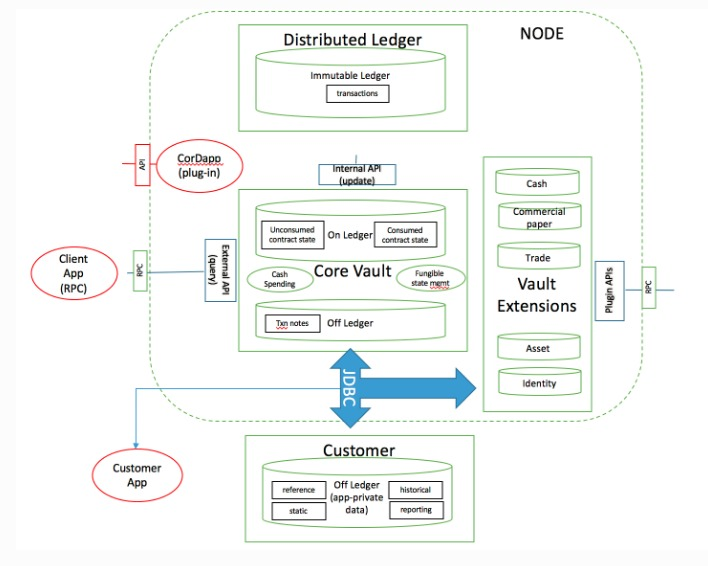 Distributed Ledger
NODE
Immutable Ledger
transactions
API
CorDapp
(plug-in)
Internal API
(update)
Cash
Commercial
paper
Trade
Vault
Extensions
Asset
Identity
Unconsumed
contract state
On Ledger
Consumed
contract state
Client
App
(RPC)
RPC
External API
(query)
Cash
Spending
Core Vault
Fungible
state mgmt
Txn notes
Off Ledger
Plugin APIs
RPC
JDBC
Customer
App
Customer
Off Ledger
(app-private
data)
reference
historical
static
reporting